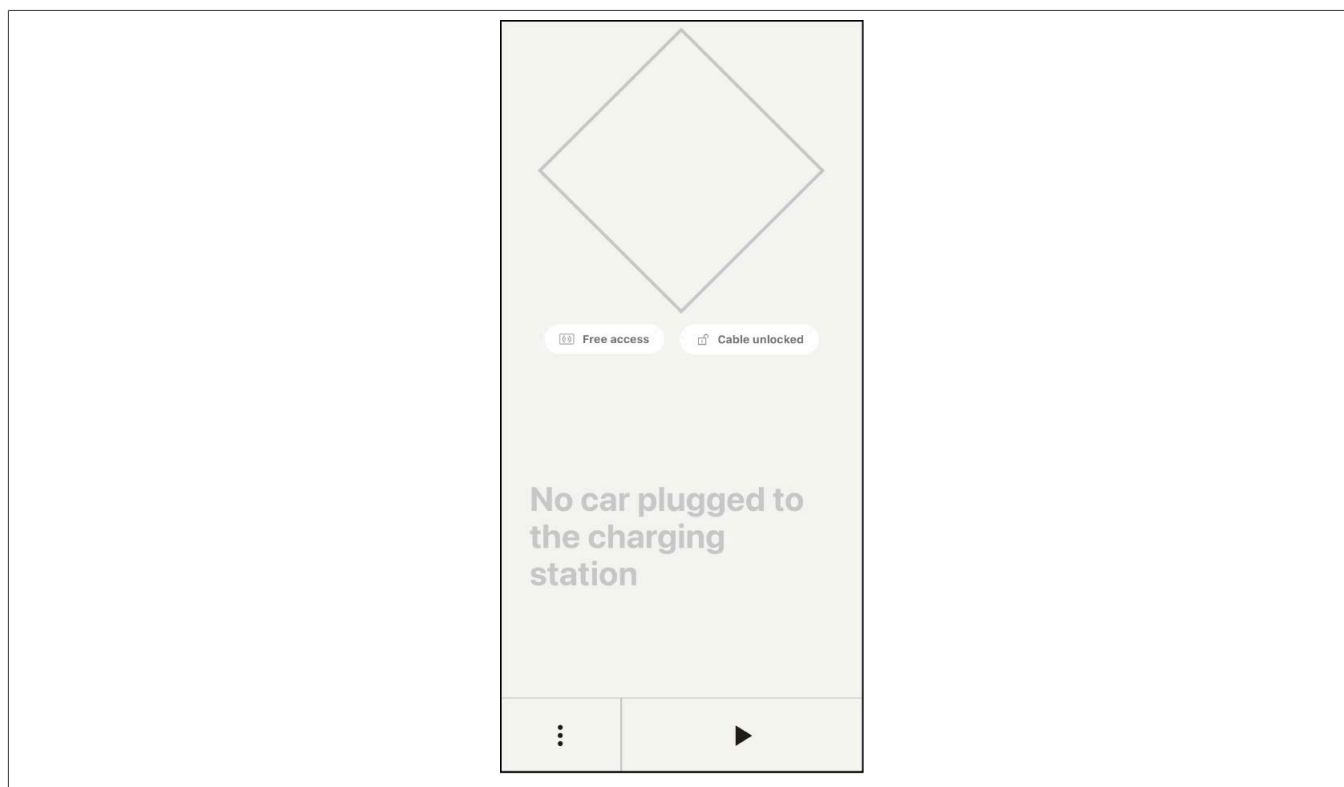 Free access
Cable unlocked
No car plugged to
the charging
station